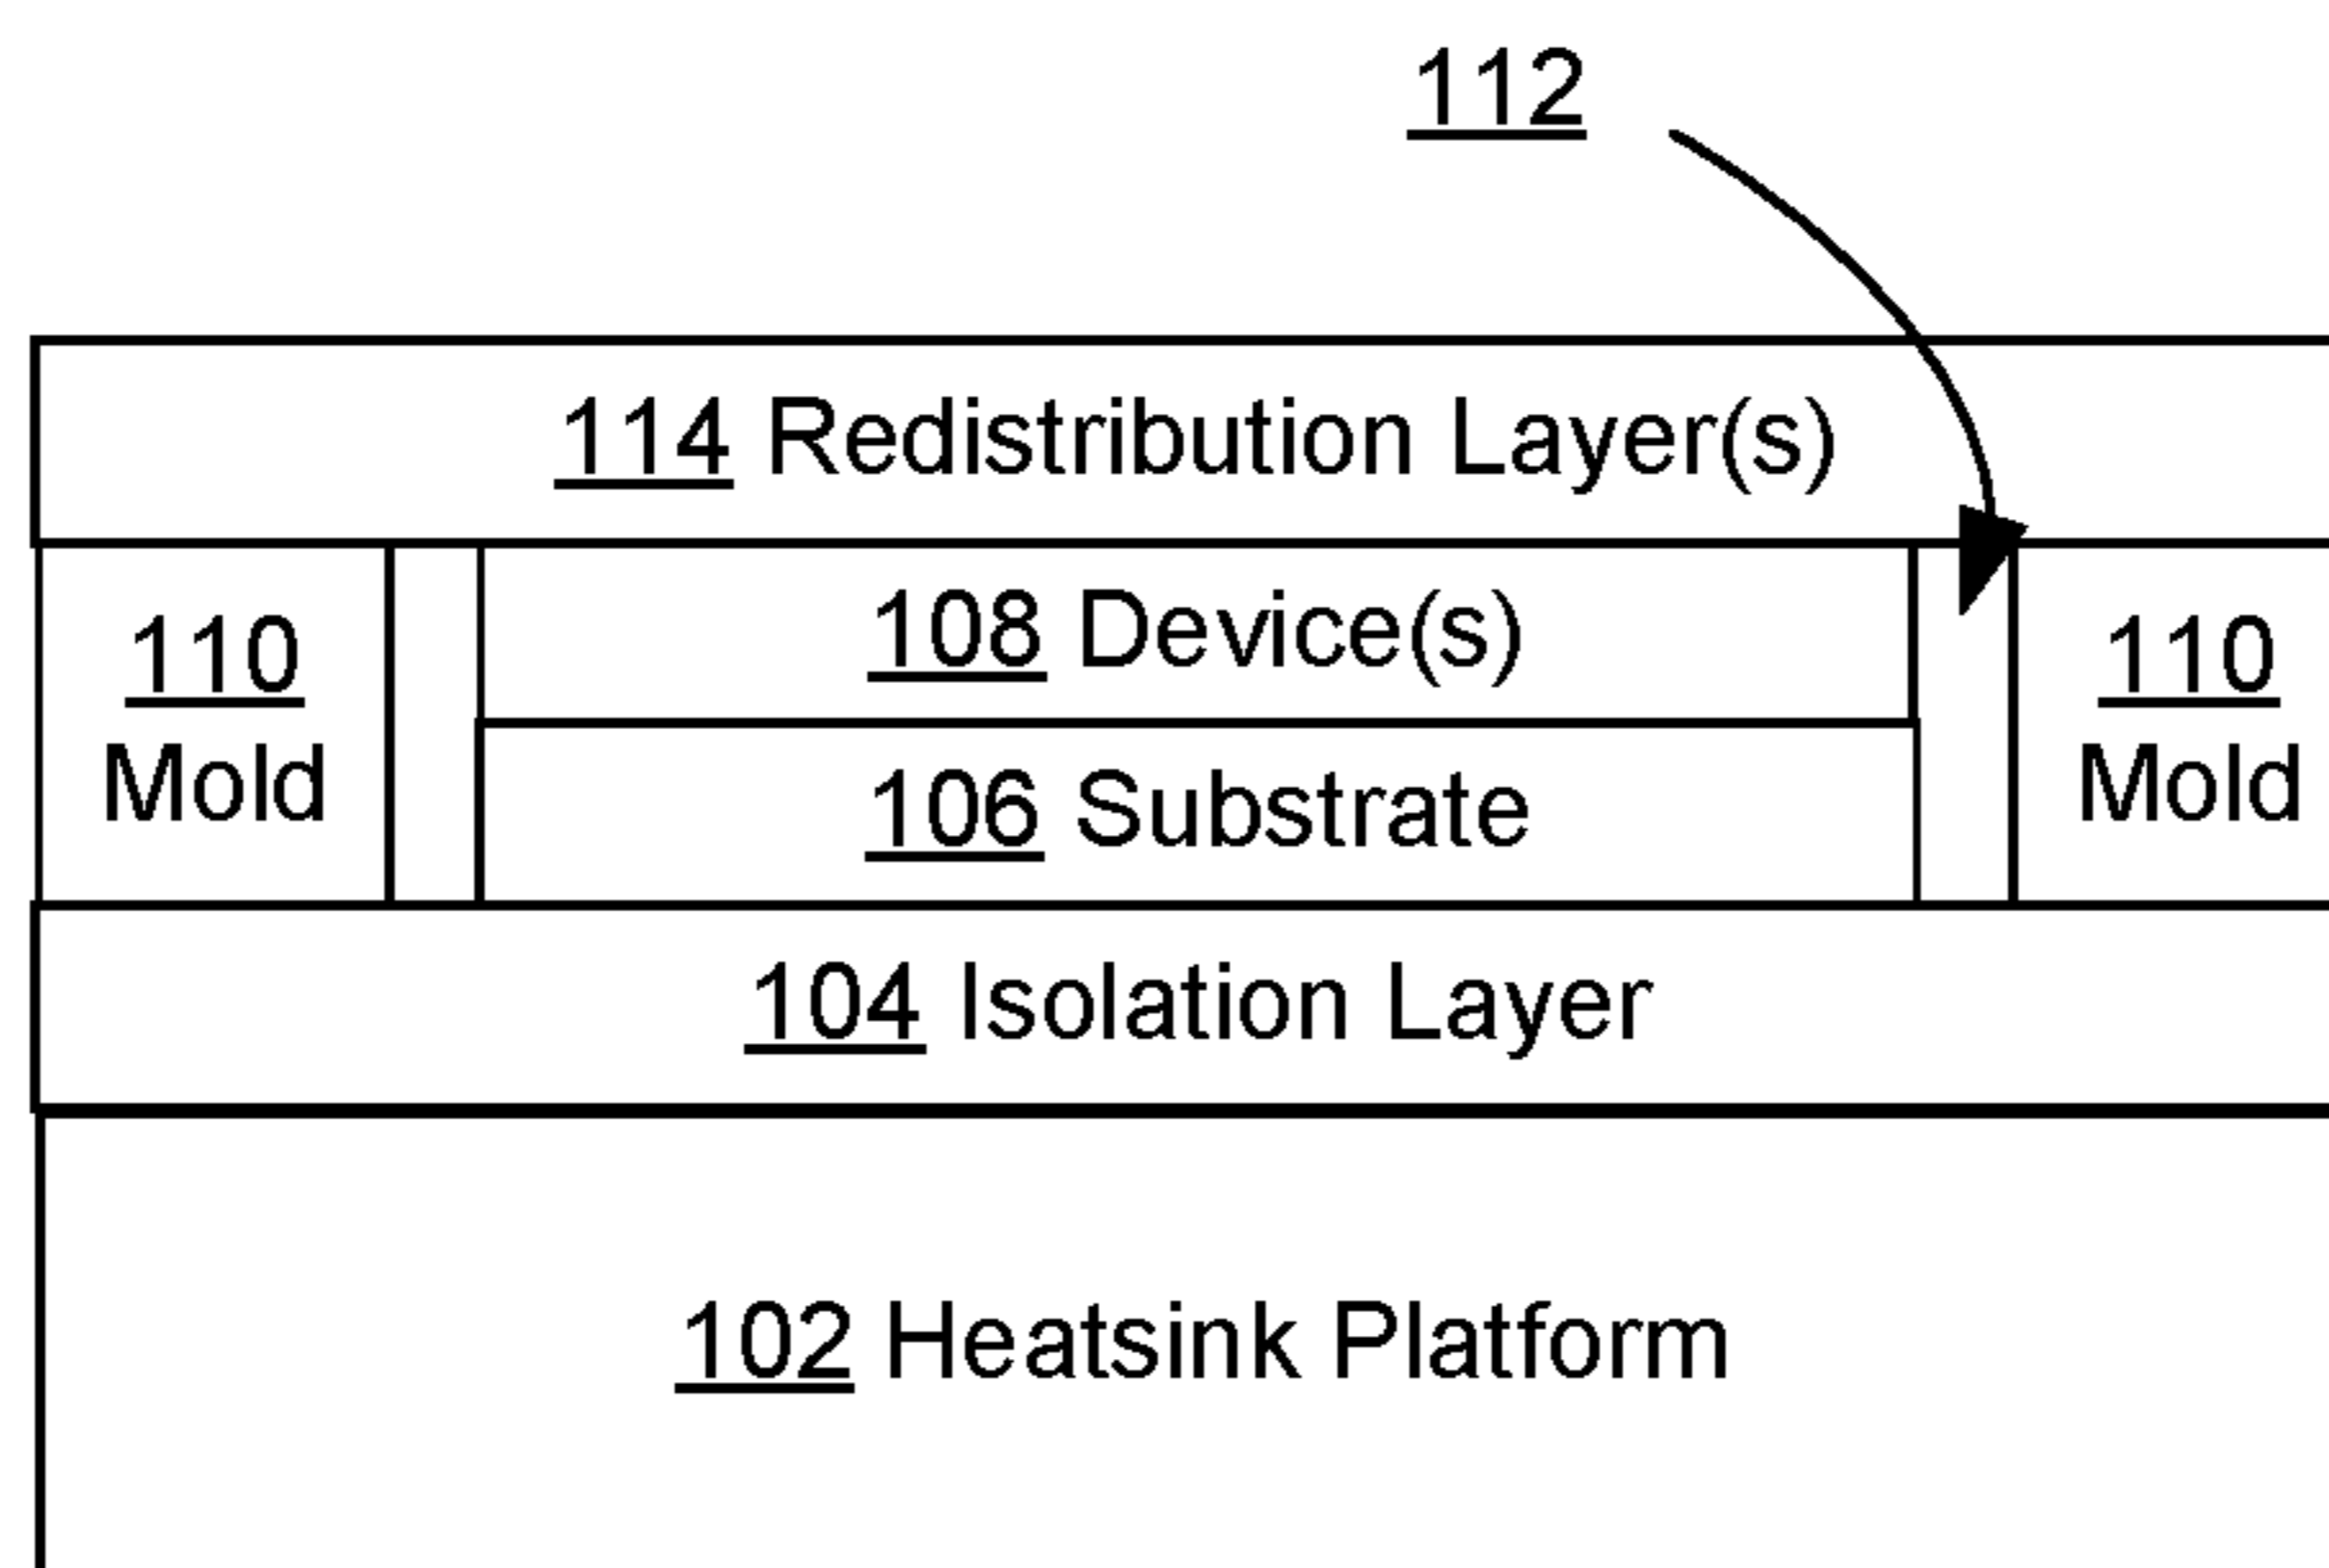 112
114 Redistribution Layer(s)
108 Device(s)
110 Mold
110 Mold
106 Substrate
104 Isolation Layer
102 Heatsink Platform